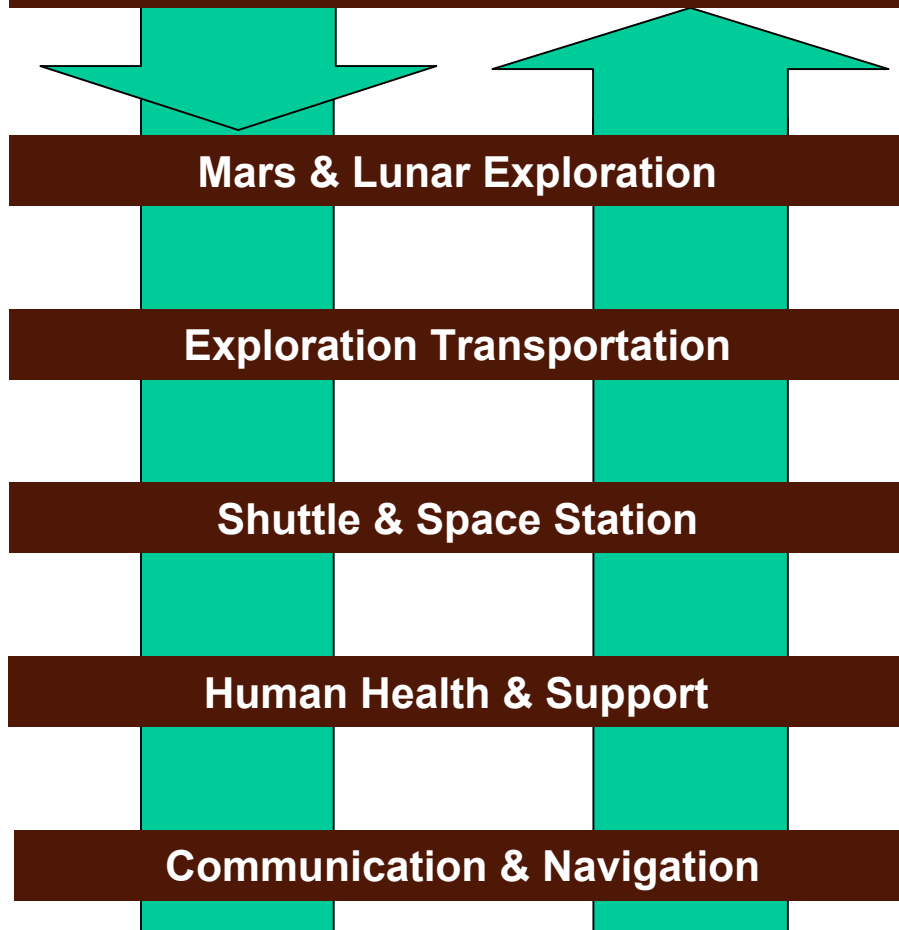 Mars & Lunar Exploration
Exploration Transportation
Shuttle & Space Station
Human Health & Support
Communication & Navigation